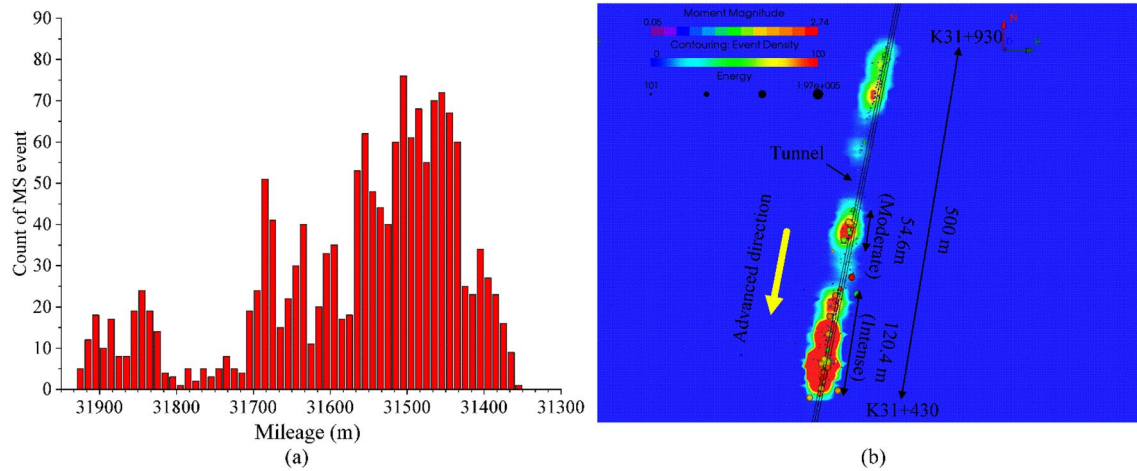 (a)
Count of MS event
90
80
70
60
50
40
30
20
10
0
31900 31800 31700 31600 31500 31400 31300
Mileage (m)
(b)
Moment Magnitude
0.05 2.74
Contouring: Event Density
0 103
Energy
101 1.97e+005
K31+930
N
Tunnel
Advanced direction
54.6m
(Moderate)
500 m
120.4 m
(Intense)
K31+430
(a) (b)